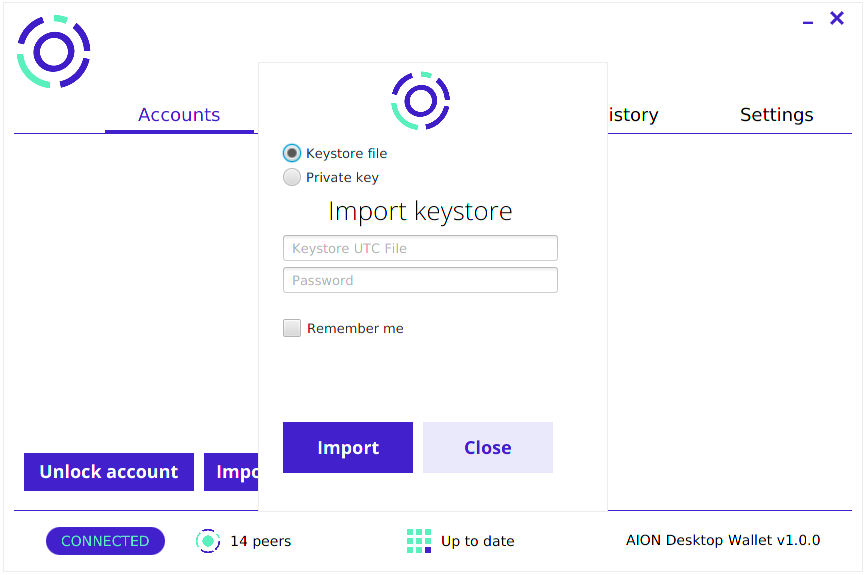 Accounts
istory
Settings
Keystore file
Private key
Import keystore
Keystore UTC File
Password
Remember me
Import
Close
Unlock account
Impo
CONNECTED
14 peers
Up to date
AION Desktop Wallet v1.0.0